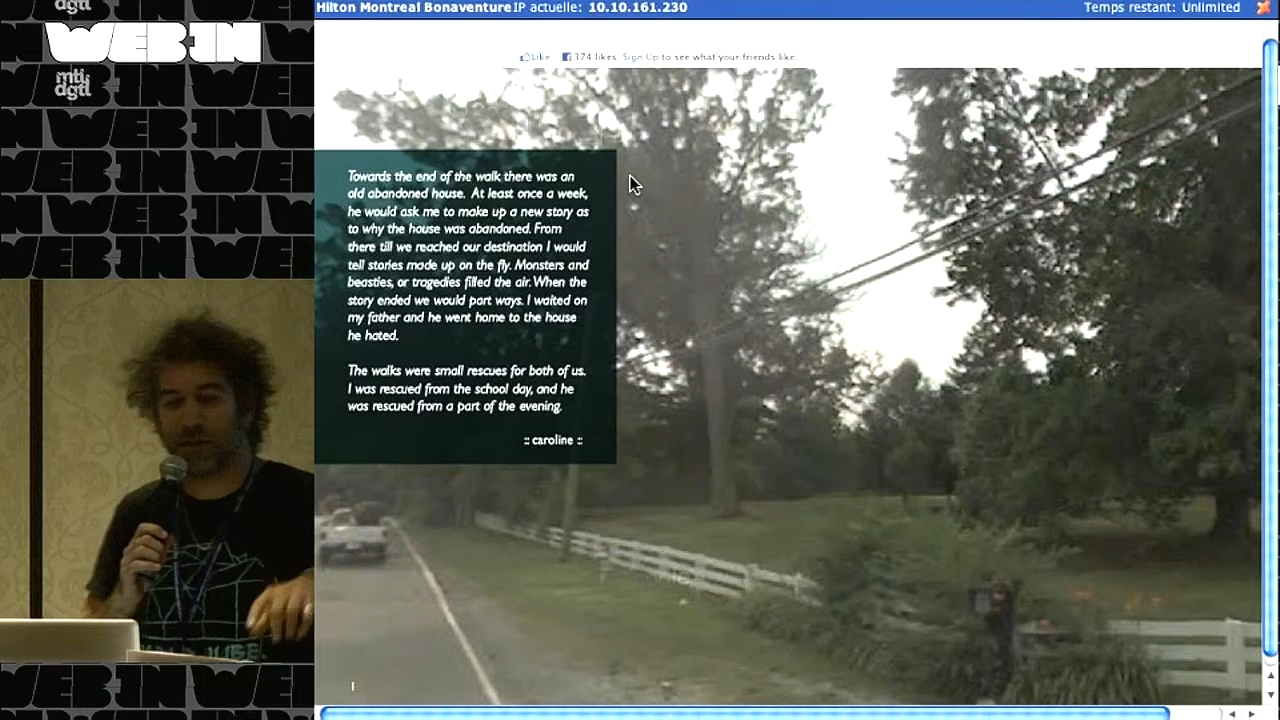 dgtl
WEB-IN
mtl
dgtl
Hilton Montreal Bonaventure IP actuelle: 10.10.161.230
Temps restant: Unlimited
Like 374 likes. Sign Up to see what your friends like.
Towards the end of the walk there was an
old abandoned house. At least once a week,
he would ask me to make up a new story as
to why the house was abandoned. From
there till we reached our destination I would
tell stories made up on the fly. Monsters and
beasties, or tragedies filled the air. When the
story ended we would part ways. I waited on
my father and he went home to the house
he hated.
The walks were small rescues for both of us.
I was rescued from the school day, and he
was rescued from a part of the evening.
:: caroline ::
JUBE